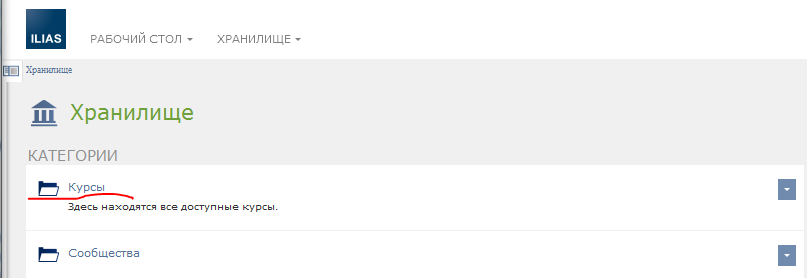 ILIAS
РАБОЧИЙ СТОЛ
ХРАНИЛИЩЕ
Хранилище
Хранилище
КАТЕГОРИИ
Курсы
Здесь находятся все доступные курсы.
Сообщества